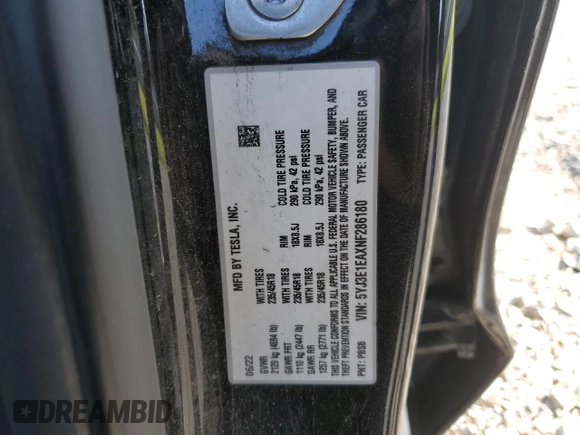 MFD BY TESLA, INC.
06/22
GVWR
2129 kg (4694 lb)
GAWR FRT WITH TIRES RIM COLD TIRE PRESSURE
1110 kg (2447 lb) 235/45R18 18X8.5J 290 kPa, 42 psi
GAWR RR WITH TIRES RIM COLD TIRE PRESSURE
1257 kg (2771 lb) 235/45R18 18X8.5J 290 kPa, 42 psi
THIS VEHICLE CONFORMS TO ALL APPLICABLE U.S. FEDERAL MOTOR VEHICLE SAFETY, BUMPER, AND
THEFT PREVENTION STANDARDS IN EFFECT ON THE DATE OF MANUFACTURE SHOWN ABOVE.
VIN: 5YJ3E1EAXNF286180 TYPE: PASSENGER CAR
PNT: PBSB
DREAMBID